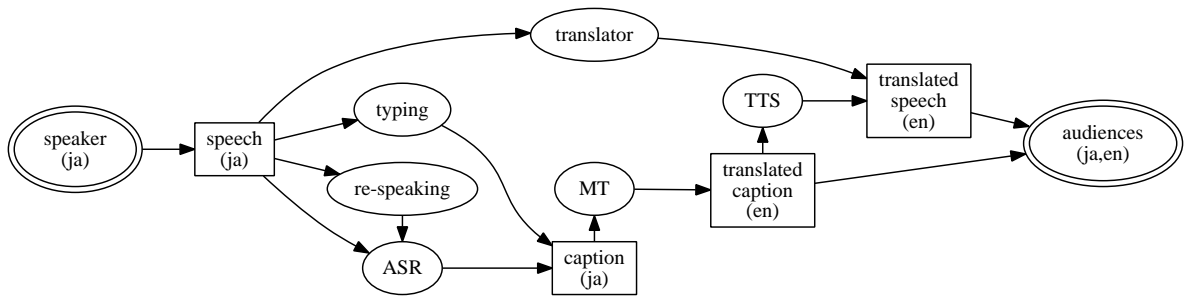 speaker
(ja)
speech
(ja)
translator
typing
re-speaking
ASR
caption
(ja)
MT
translated
caption
(en)
TTS
translated
speech
(en)
audiences
(ja,en)